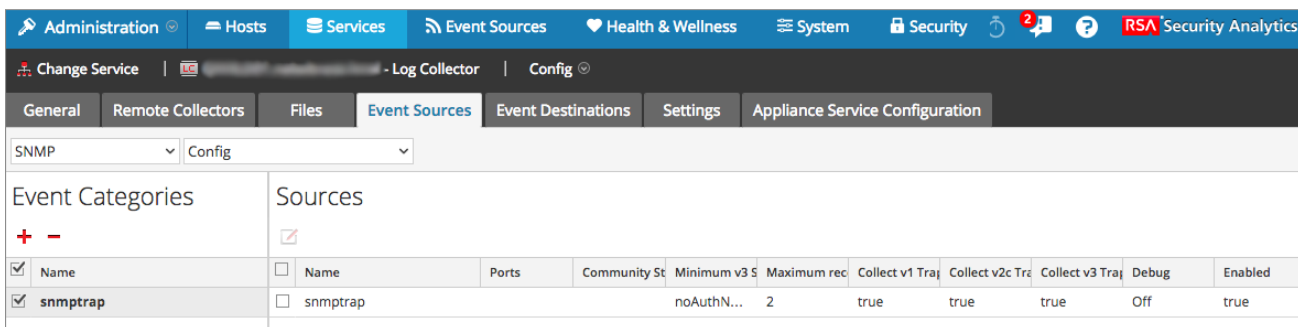 Administration Hosts Services Event Sources Health & Wellness System Security 2 ? RSA Security Analytics
Change Service | LC - Log Collector | Config
General Remote Collectors Files Event Sources Event Destinations Settings Appliance Service Configuration
SNMP Config
Event Categories Sources
Name Name Ports Community St Minimum v3 S Maximum rec Collect v1 Trap Collect v2c Tra Collect v3 Trap Debug Enabled
snmptrap snmptrap noAuthN... 2 true true true Off true